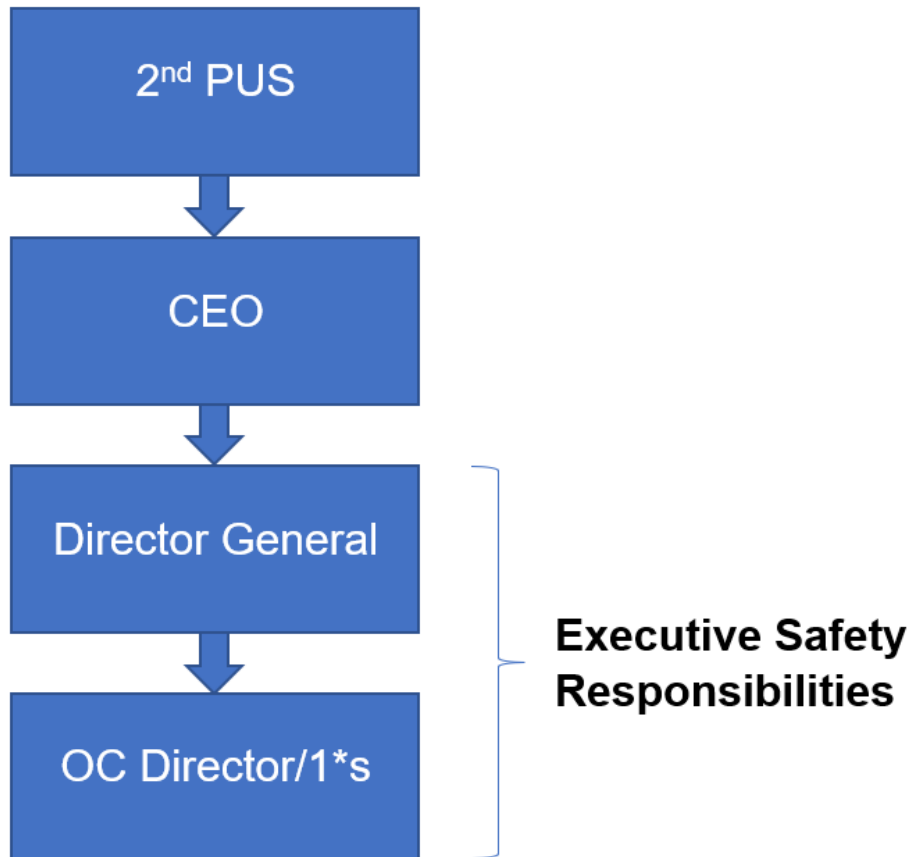 2nd PUS
CEO
Director General
OC Director/1*s
Executive Safety
Responsibilities